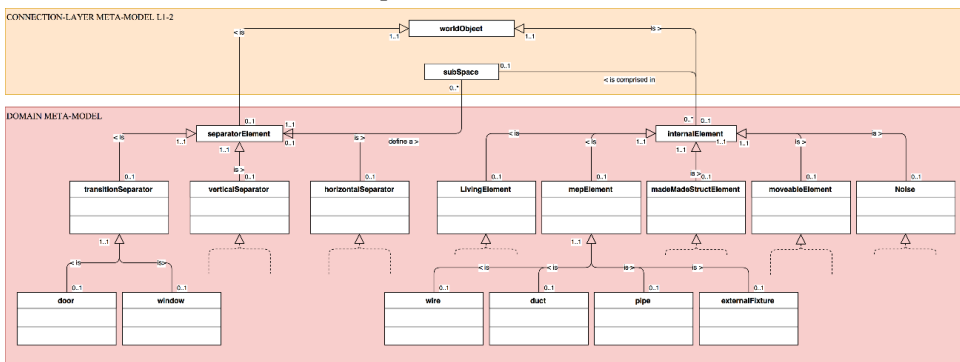 CONNECTION-LAYER META-MODEL L1-2
worldObject
< is
1..1
1..1
is >
subSpace
0..1
< is comprised in
0..*
DOMAIN META-MODEL
separatorElement
0..1
1..1
0..1
1..1
1..1
define a >
internalElement
0..*
0..1
1..1
1..1
1..1
1..1
< is
is >
is >
< is
< is
is >
is >
is >
0..1
0..1
0..1
0..1
0..1
0..1
0..1
0..1
transitionSeparator
verticalSeparator
horizontalSeparator
LivingElement
mepElement
madeMadeStructElement
moveableElement
Noise
1..1
1..1
< is
is>
< is
is >
is >
is >
0..1
0..1
0..1
0..1
0..1
0..1
door
window
wire
duct
pipe
externalFixture